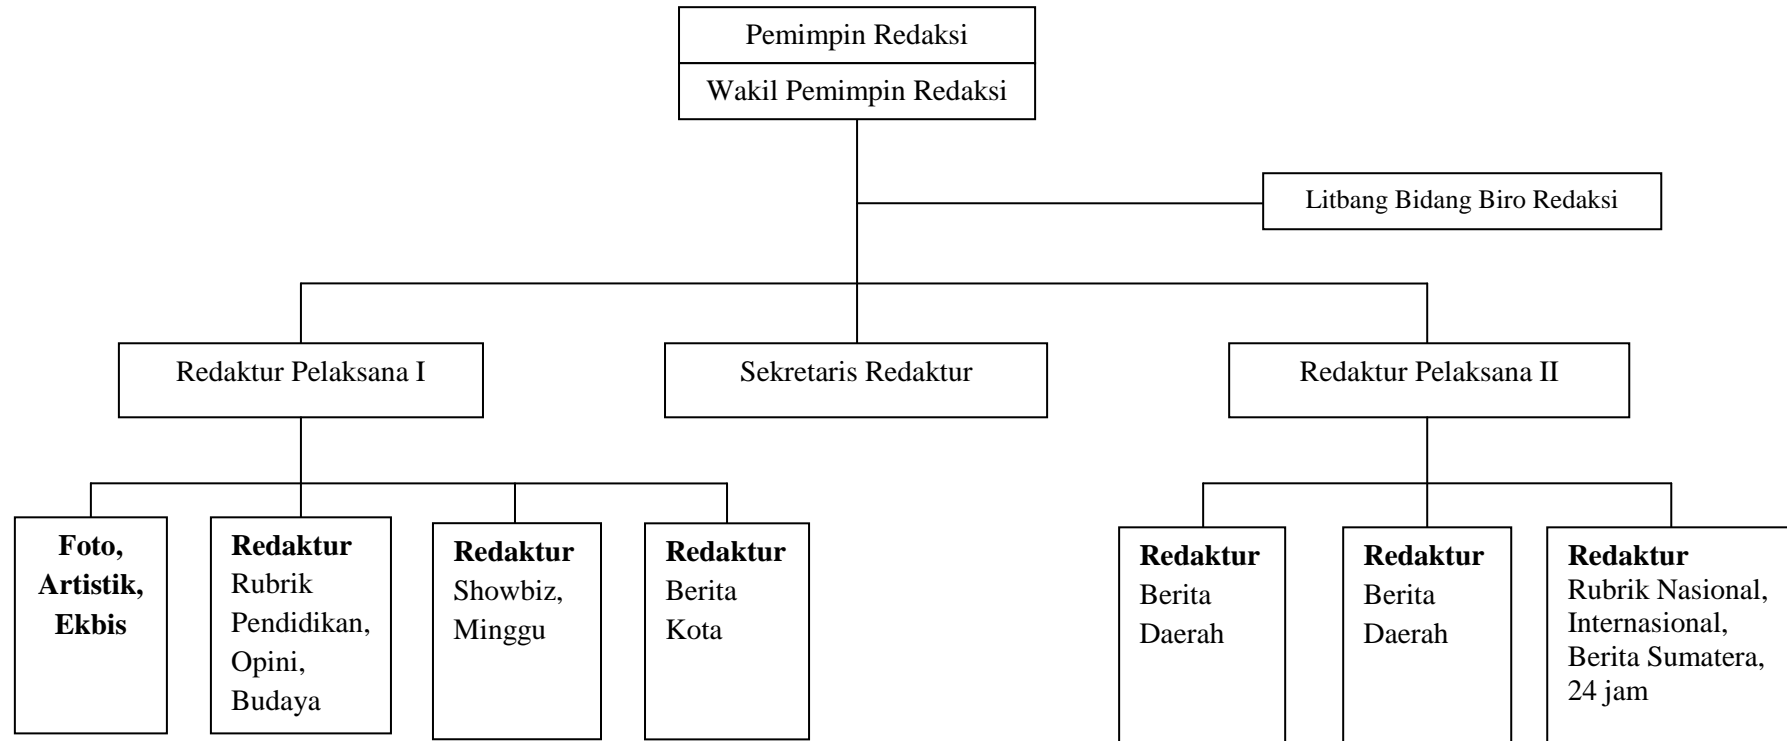 Pemimpin Redaksi
Wakil Pemimpin Redaksi
Litbang Bidang Biro Redaksi
Redaktur Pelaksana I
Sekretaris Redaktur
Redaktur Pelaksana II
Foto,
Artistik,
Ekbis
Redaktur
Rubrik
Pendidikan,
Opini,
Budaya
Redaktur
Showbiz,
Minggu
Redaktur
Berita
Kota
Redaktur
Berita
Daerah
Redaktur
Berita
Daerah
Redaktur
Rubrik Nasional,
Internasional,
Berita Sumatera,
24 jam